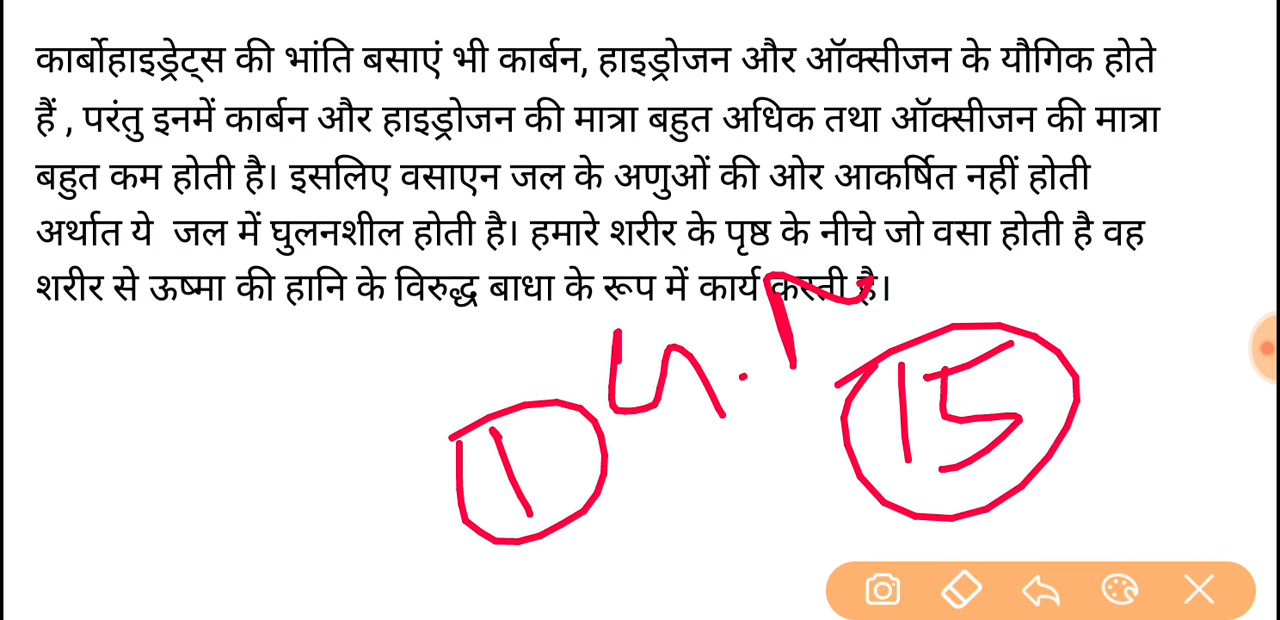 कार्बोहाइड्रेट्स की भांति बसाएं भी कार्बन, हाइड्रोजन और ऑक्सीजन के यौगिक होते
हैं , परंतु इनमें कार्बन और हाइड्रोजन की मात्रा बहुत अधिक तथा ऑक्सीजन की मात्रा
बहुत कम होती है। इसलिए वसाएन जल के अणुओं की ओर आकर्षित नहीं होती
अर्थात ये जल में घुलनशील होती है। हमारे शरीर के पृष्ठ के नीचे जो वसा होती है वह
शरीर से ऊष्मा की हानि के विरुद्ध बाधा के रूप में कार्य करती है।
15
1